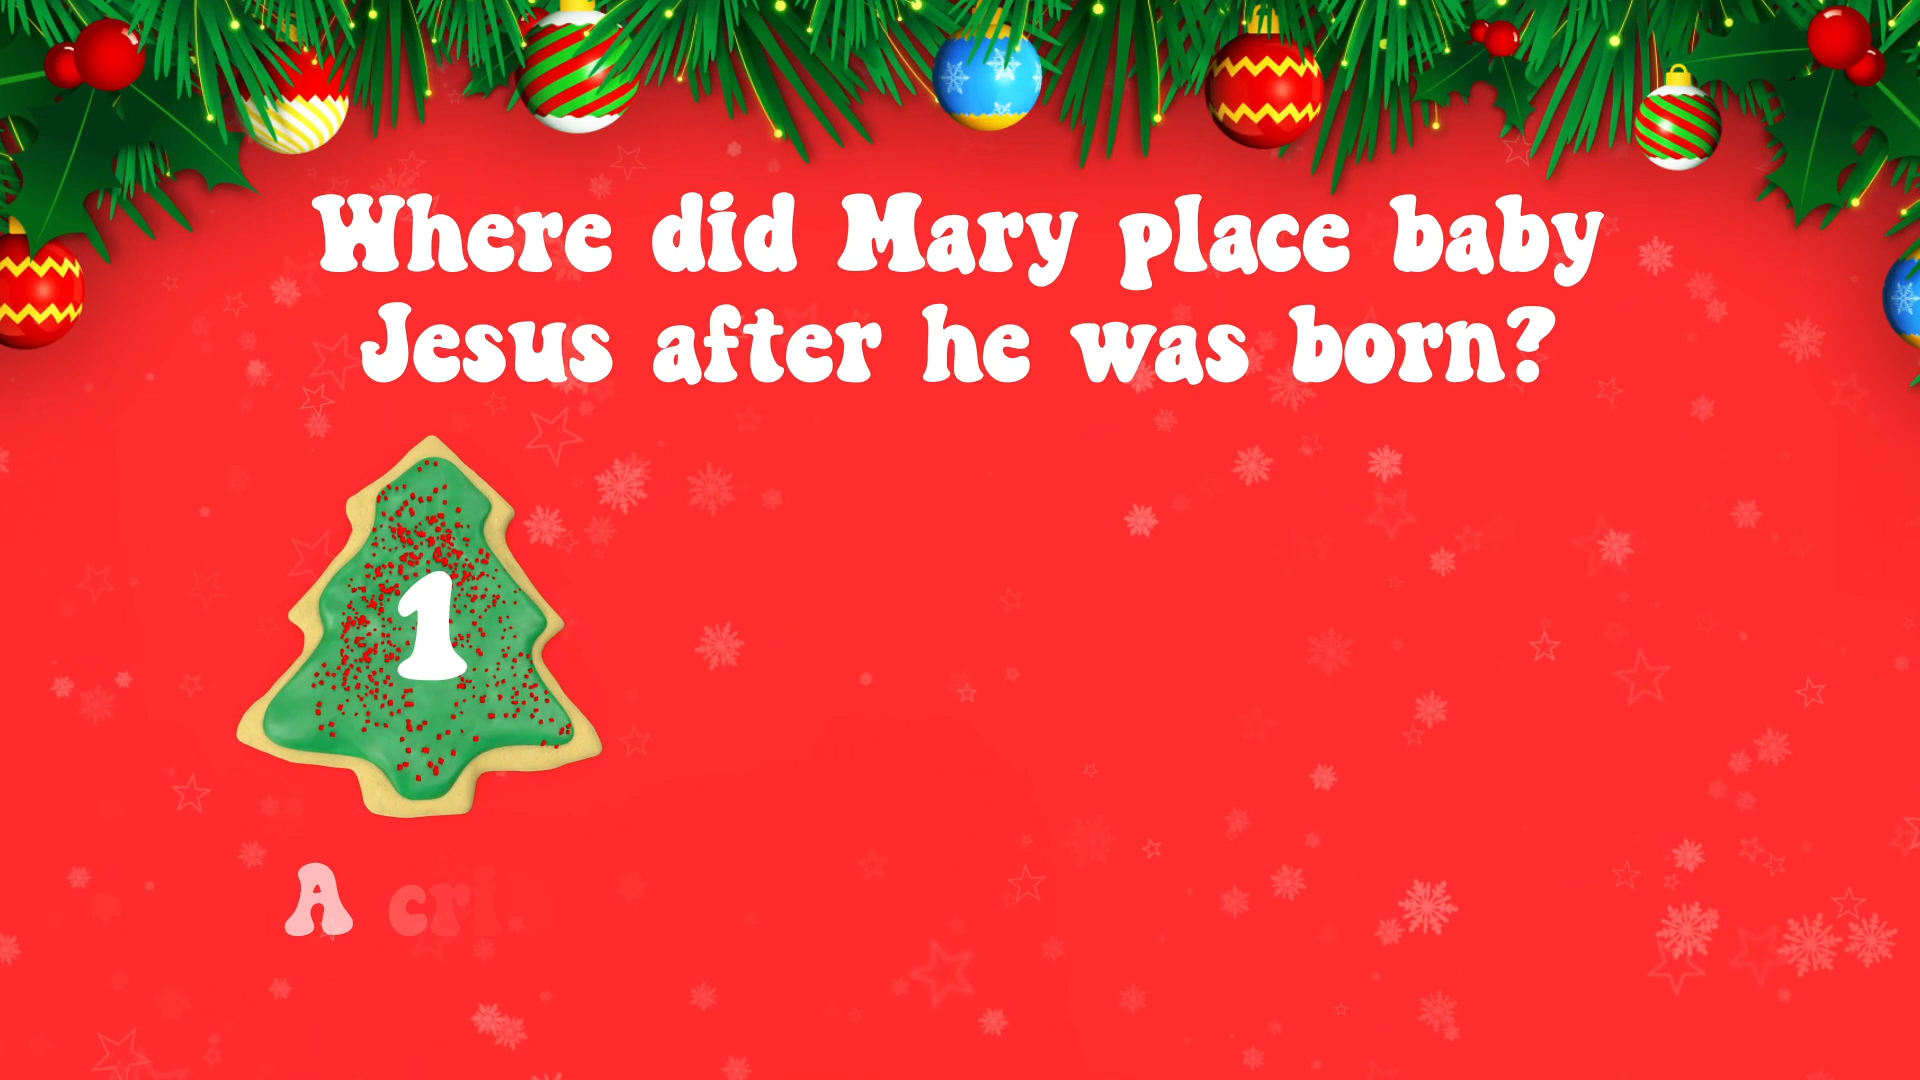 Where did Mary place baby
Jesus after he was born?
1
A